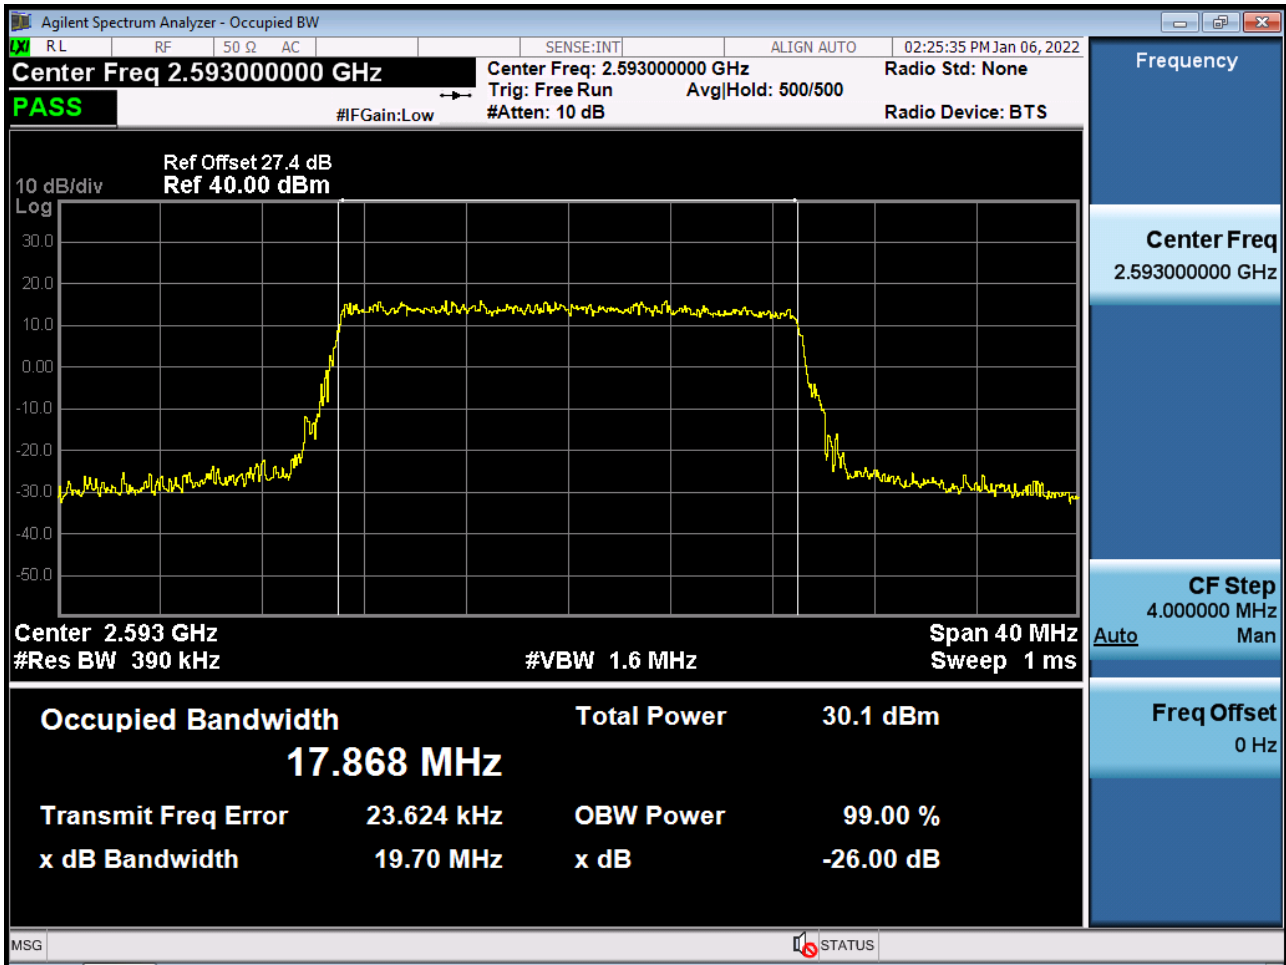 Agilent Spectrum Analyzer - Occupied BW
LXI RL RF 50 Ω AC SENSE:INT ALIGN AUTO 02:25:35 PM Jan 06, 2022
Center Freq 2.593000000 GHz
PASS
#IFGain:Low
Center Freq: 2.593000000 GHz
Trig: Free Run Avg|Hold: 500/500
#Atten: 10 dB
Radio Std: None
Radio Device: BTS
Ref Offset 27.4 dB
10 dB/div Ref 40.00 dBm
Log
30.0
20.0
10.0
0.00
-10.0
-20.0
-30.0
-40.0
-50.0
Center 2.593 GHz Span 40 MHz
#Res BW 390 kHz #VBW 1.6 MHz Sweep 1 ms
Occupied Bandwidth Total Power 30.1 dBm
17.868 MHz
Transmit Freq Error 23.624 kHz OBW Power 99.00 %
x dB Bandwidth 19.70 MHz x dB -26.00 dB
MSG STATUS
Frequency
Center Freq
2.593000000 GHz
CF Step
4.000000 MHz
Auto Man
Freq Offset
0 Hz